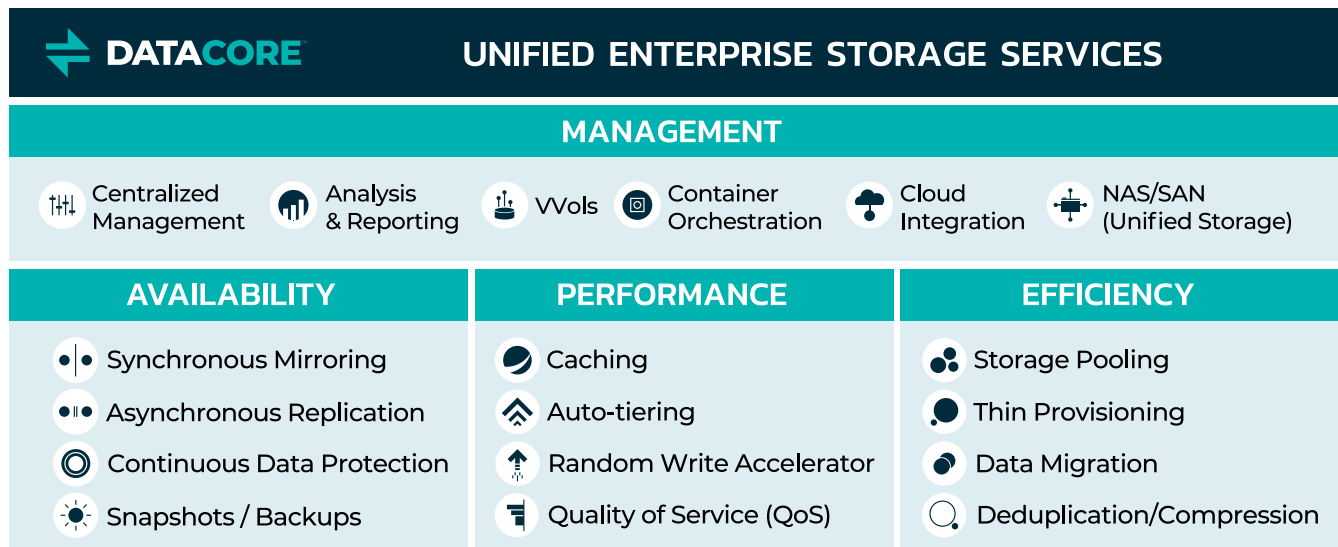 DATACORE
UNIFIED ENTERPRISE STORAGE SERVICES
MANAGEMENT
Centralized
Management
Analysis
& Reporting
VVols
Container
Orchestration
Cloud
Integration
NAS/SAN
(Unified Storage)
AVAILABILITY
Synchronous Mirroring
Asynchronous Replication
Continuous Data Protection
Snapshots / Backups
PERFORMANCE
Caching
Auto-tiering
Random Write Accelerator
Quality of Service (QoS)
EFFICIENCY
Storage Pooling
Thin Provisioning
Data Migration
Deduplication/Compression